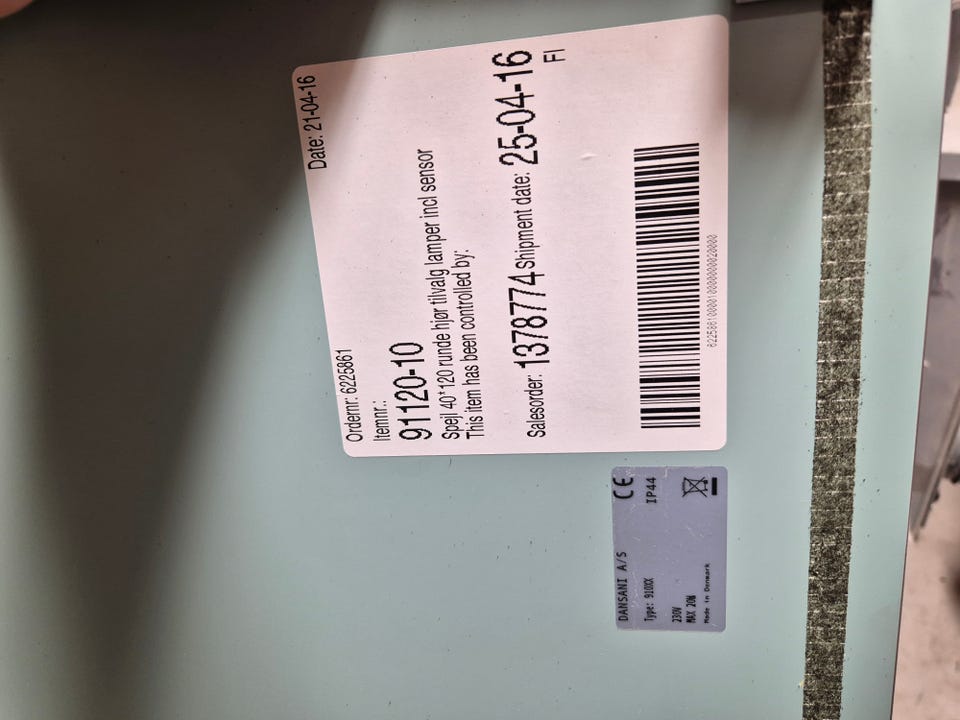 Date: 21-04-16
Ordernr: 6225861
Itemnr.:
91120-10
Spejl 40*120 runde hjør tilvalg lamper incl sensor
This item has been controlled by:
Salesorder: 1378774 Shipment date: 25-04-16
FI
DANSANI A/S
CE
Type: 910XX
IP44
230V
MAX 20W
Made in Denmark